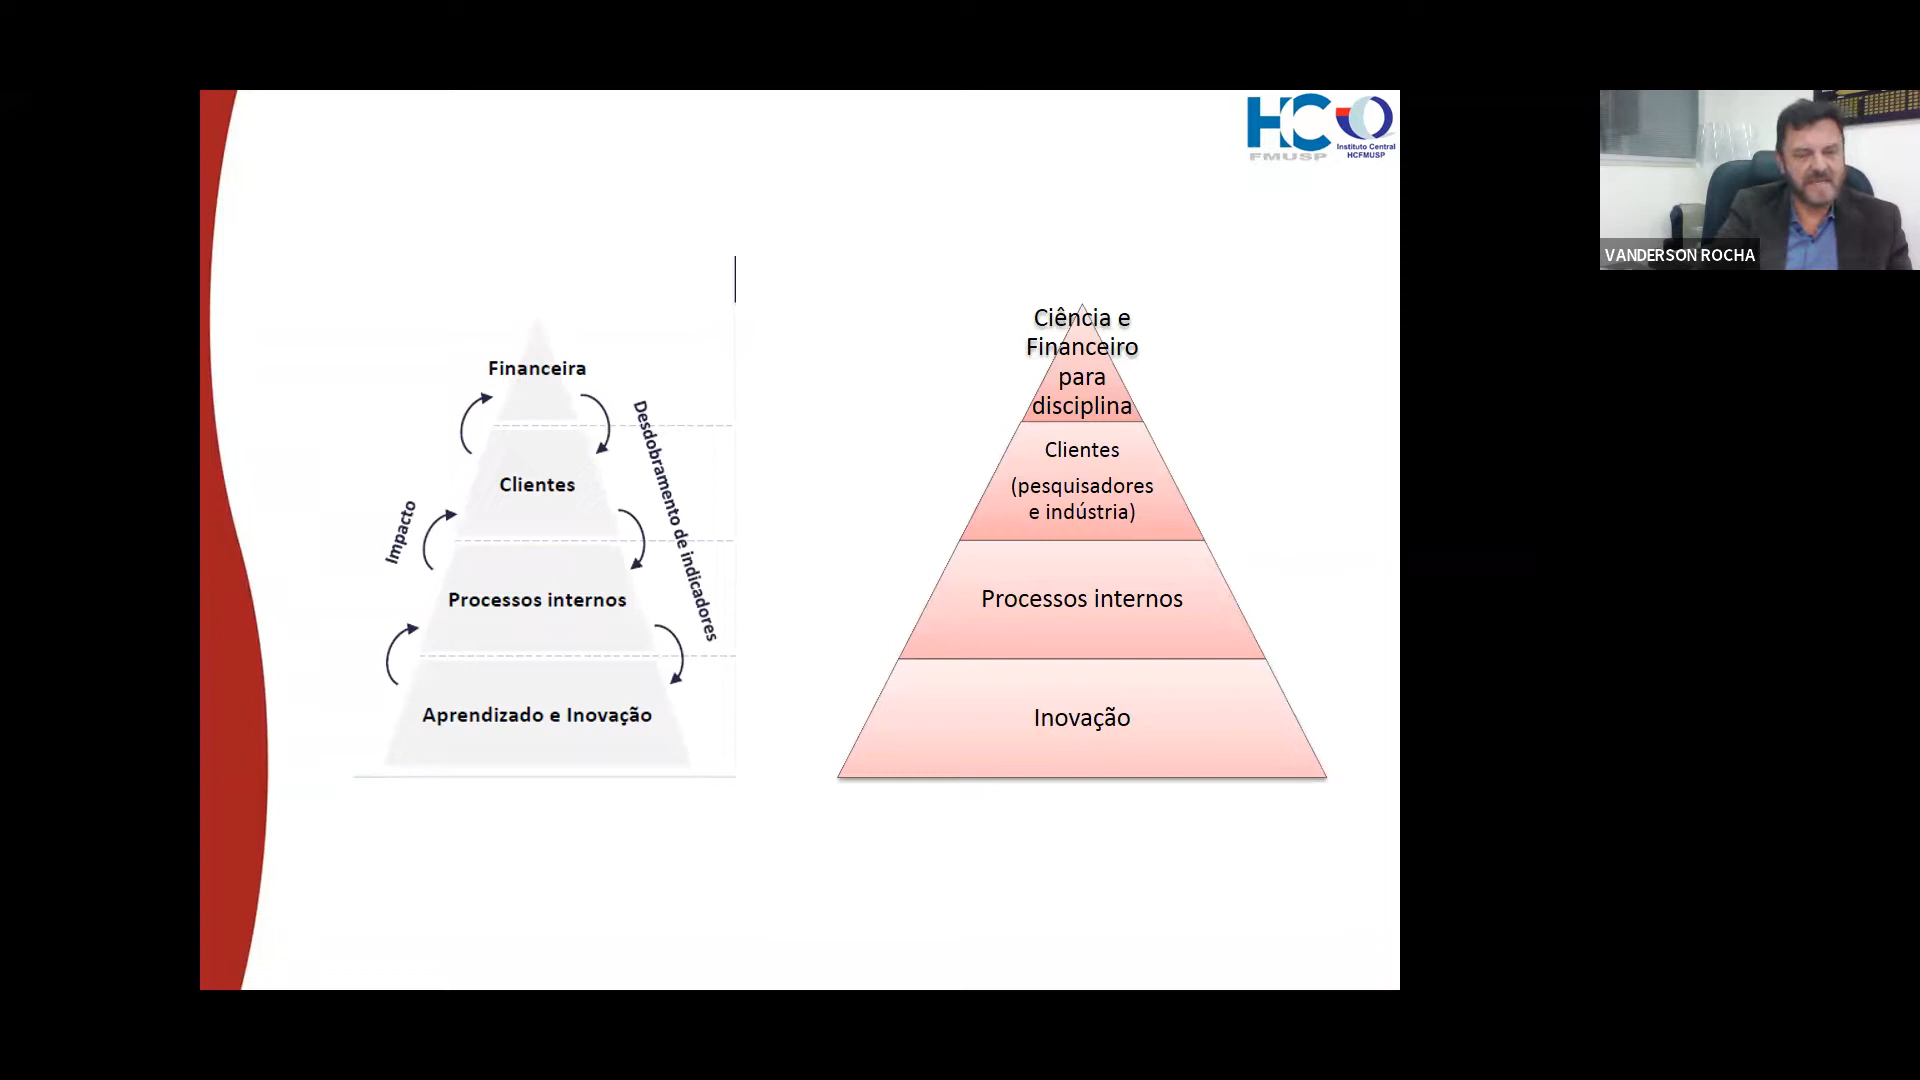 HC
FMUSP
Instituto Central
HCFMUSP
VANDERSON ROCHA
Financeira
Clientes
Processos internos
Aprendizado e Inovação
Impacto
Desdobramento de indicadores
Ciência e
Financeiro
para
disciplina
Clientes
(pesquisadores
e indústria)
Processos internos
Inovação